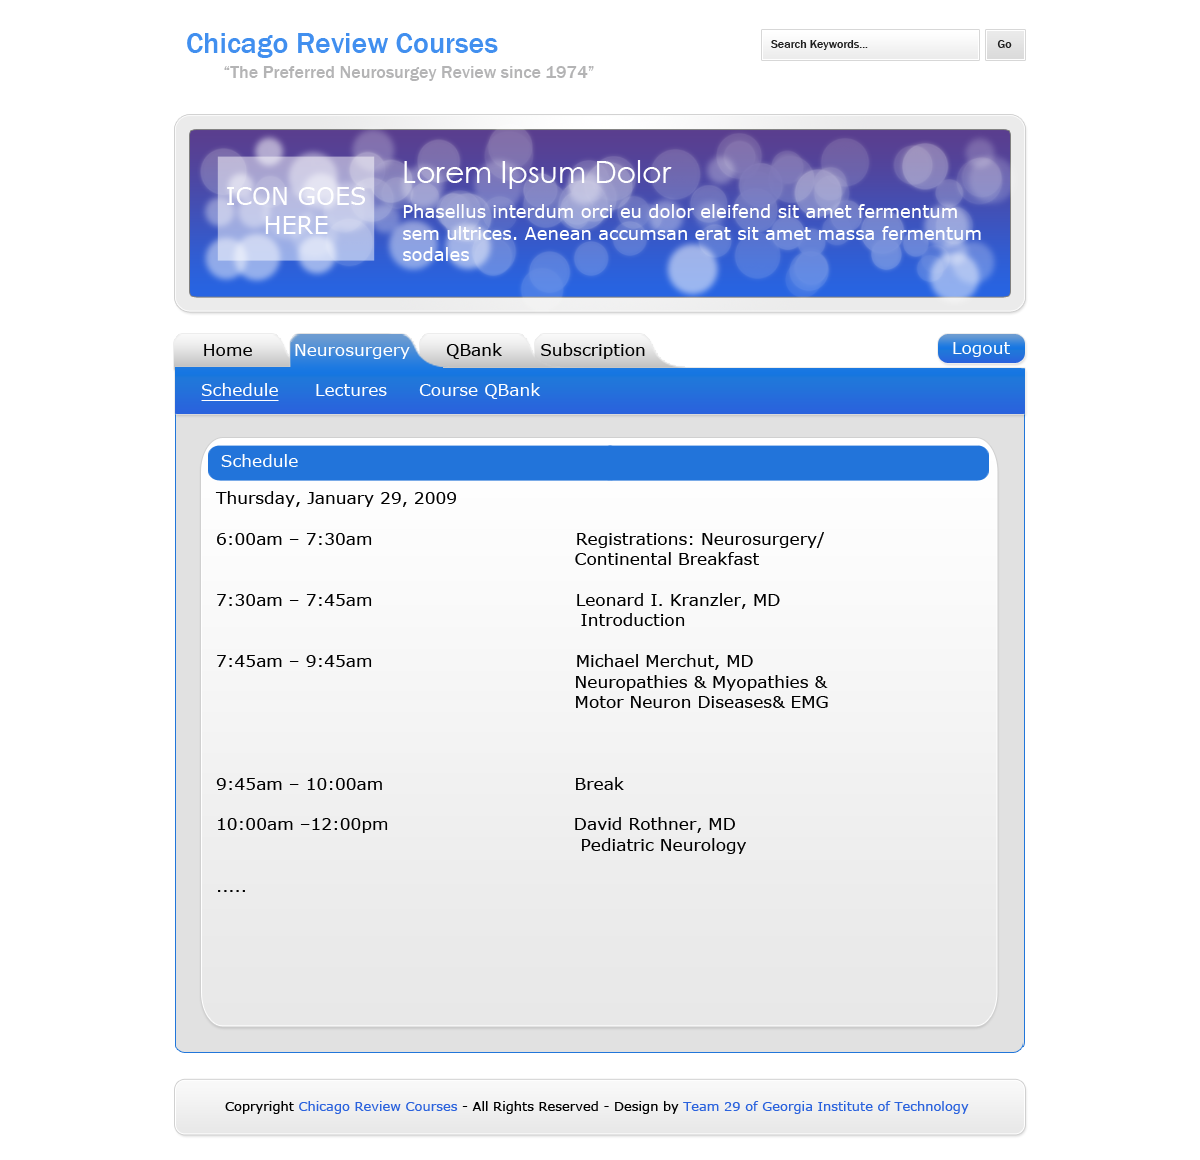 Chicago Review Courses
“The Preferred Neurosurgey Review since 1974”
Search Keywords...
Go
ICON GOES
HERE
Lorem Ipsum Dolor
Phasellus interdum orci eu dolor eleifend sit amet fermentum
sem ultrices. Aenean accumsan erat sit amet massa fermentum
sodales
Home
Neurosurgery
QBank
Subscription
Logout
Schedule
Lectures
Course QBank
Schedule
Thursday, January 29, 2009
6:00am – 7:30am
Registrations: Neurosurgery/
Continental Breakfast
7:30am – 7:45am
Leonard I. Kranzler, MD
Introduction
7:45am – 9:45am
Michael Merchut, MD
Neuropathies & Myopathies &
Motor Neuron Diseases& EMG
9:45am – 10:00am
Break
10:00am –12:00pm
David Rothner, MD
Pediatric Neurology
.....
Copryright Chicago Review Courses - All Rights Reserved - Design by Team 29 of Georgia Institute of Technology